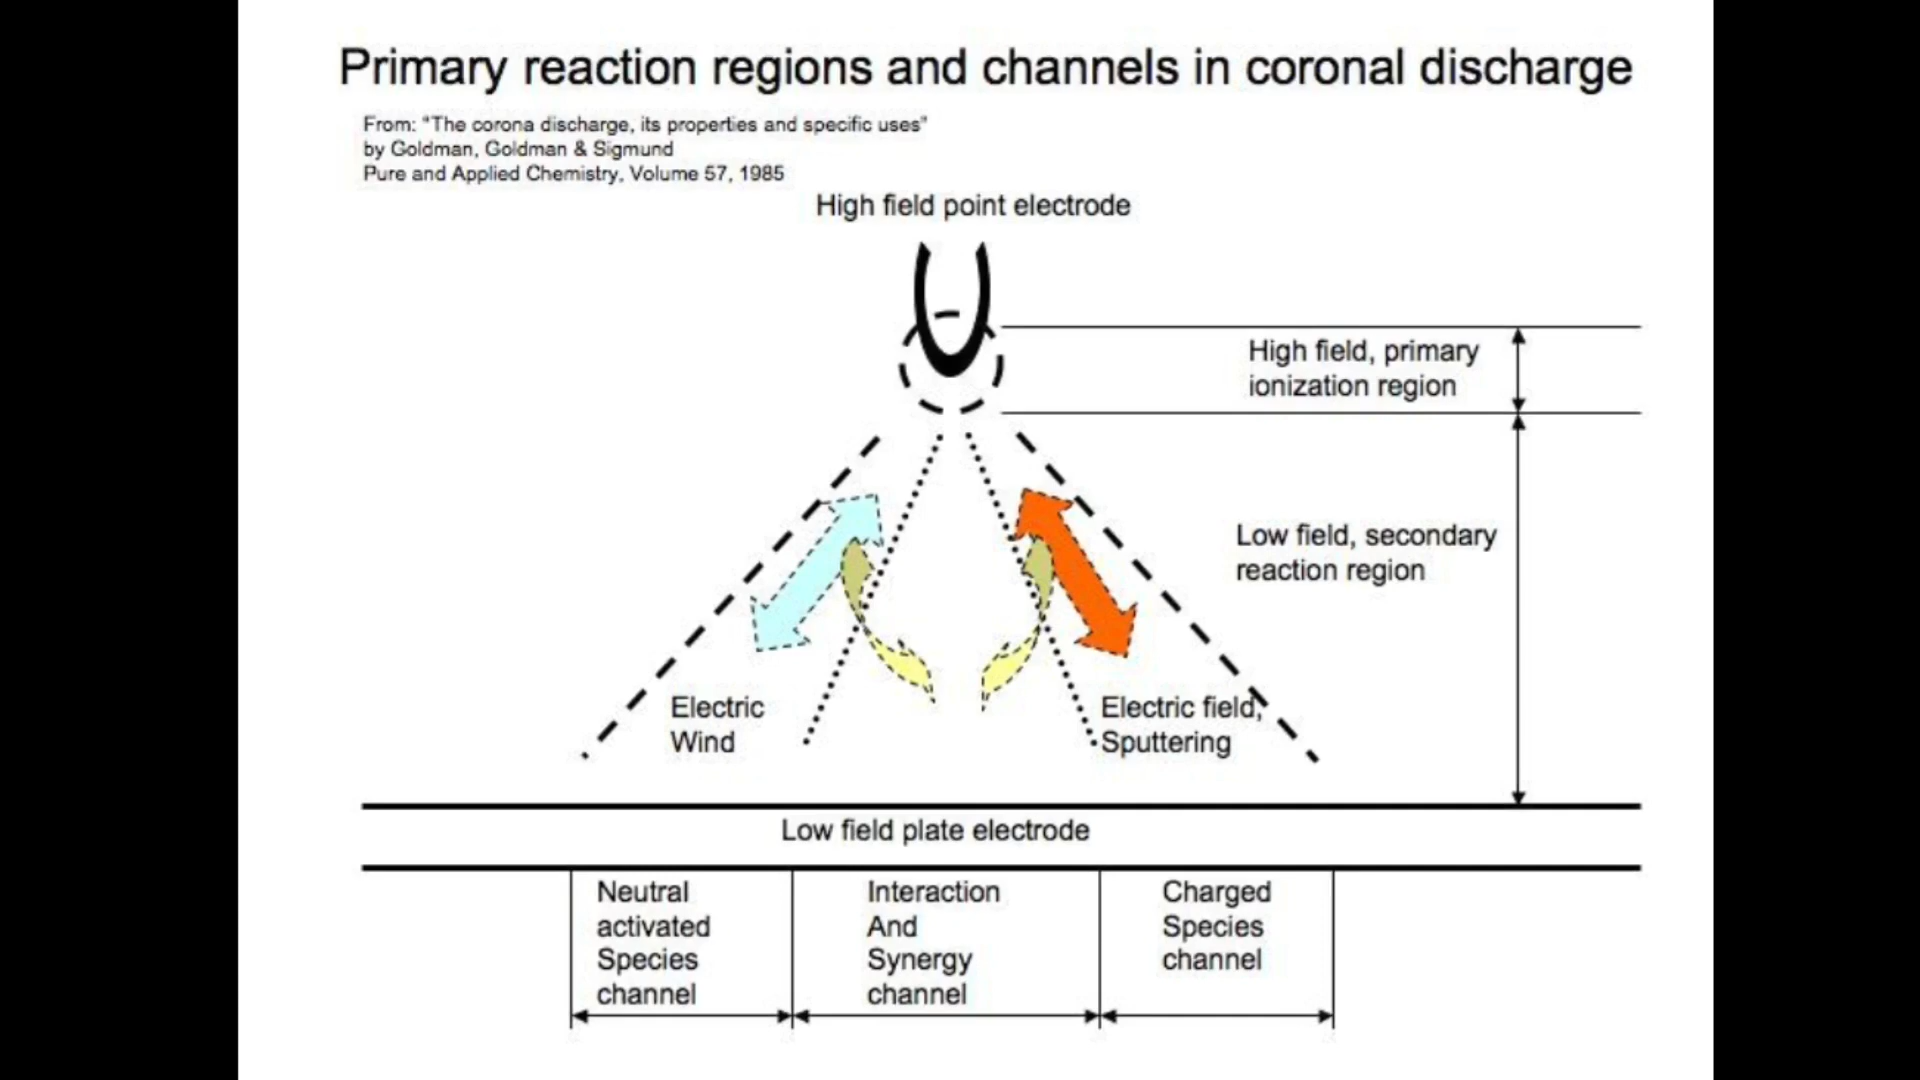 Primary reaction regions and channels in coronal discharge
From: "The corona discharge, its properties and specific uses"
by Goldman, Goldman & Sigmund
Pure and Applied Chemistry, Volume 57, 1985
High field point electrode
High field, primary
ionization region
Low field, secondary
reaction region
Electric
Wind
Electric field,
Sputtering
Low field plate electrode
Neutral
activated
Species
channel
Interaction
And
Synergy
channel
Charged
Species
channel